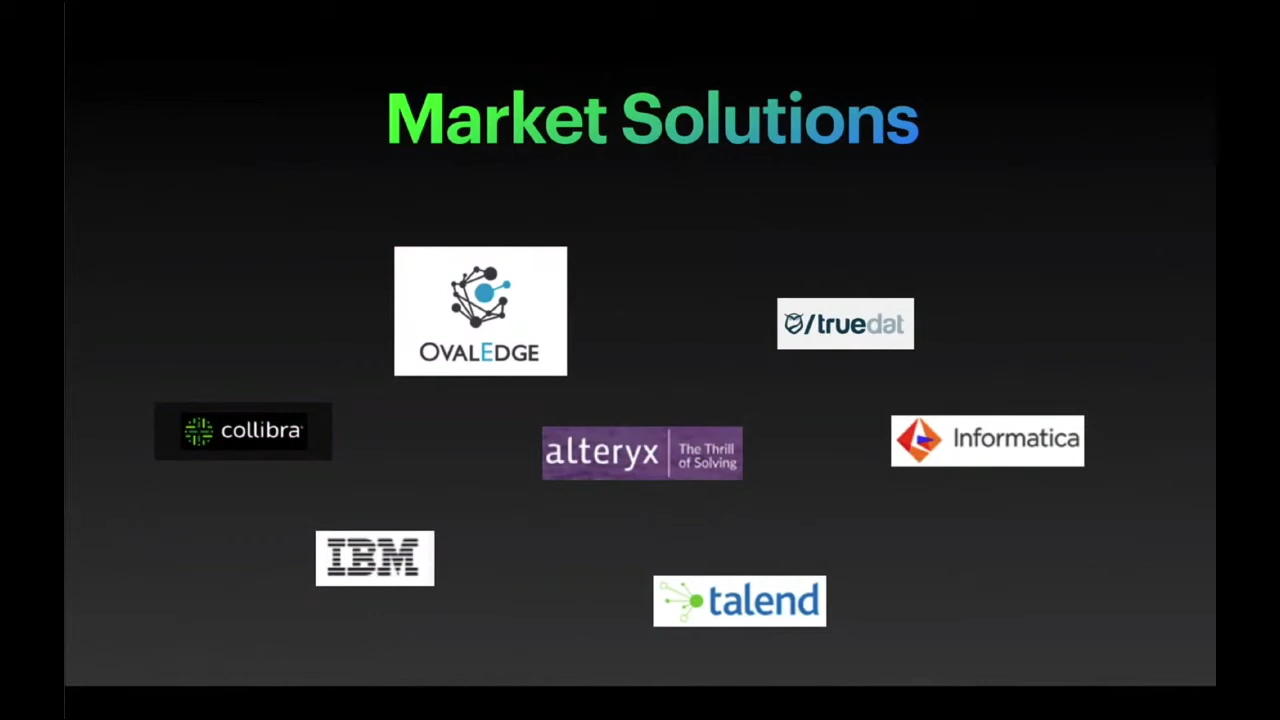 Market Solutions
OVALEDGE
/truedat
collibra
alteryx
The Thrill
of Solving
Informatica
IBM
talend